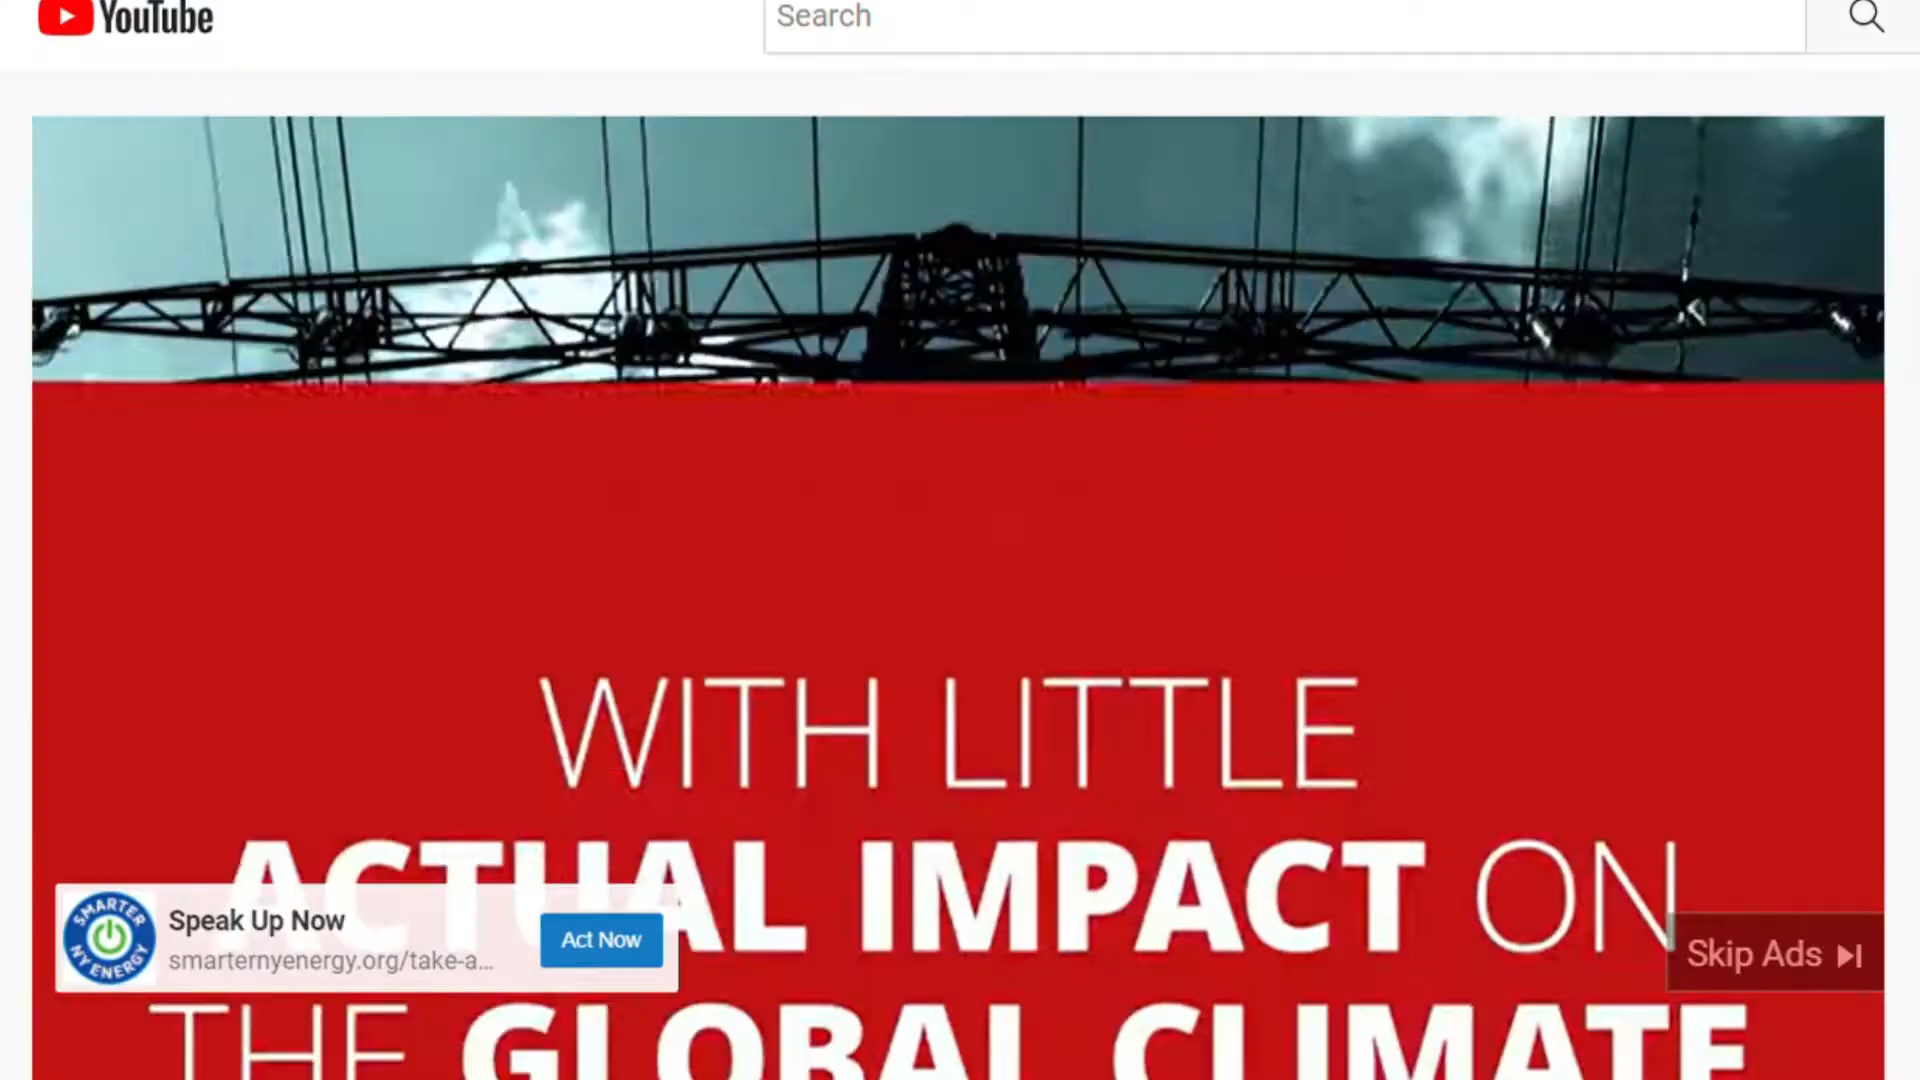 YouTube
Search
WITH LITTLE
ACTUAL IMPACT ON
THE GLOBAL CLIMATE
SMARTER NY ENERGY
Speak Up Now
smarternyenergy.org/take-a...
Act Now
Skip Ads